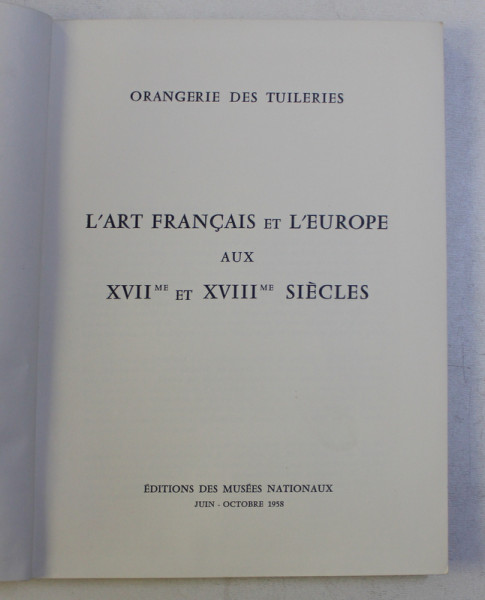 ORANGERIE DES TUILERIES
L'ART FRANÇAIS ET L'EUROPE
AUX
XVIIME ET XVIIIME SIÈCLES
ÉDITIONS DES MUSÉES NATIONAUX
JUIN - OCTOBRE 1958